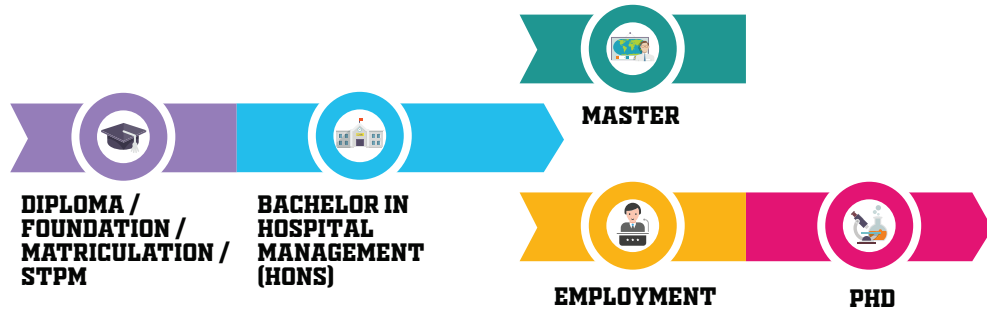 MASTER
DIPLOMA /
FOUNDATION /
MATRICULATION /
STPM
BACHELOR IN
HOSPITAL
MANAGEMENT
(HONS)
EMPLOYMENT
PHD